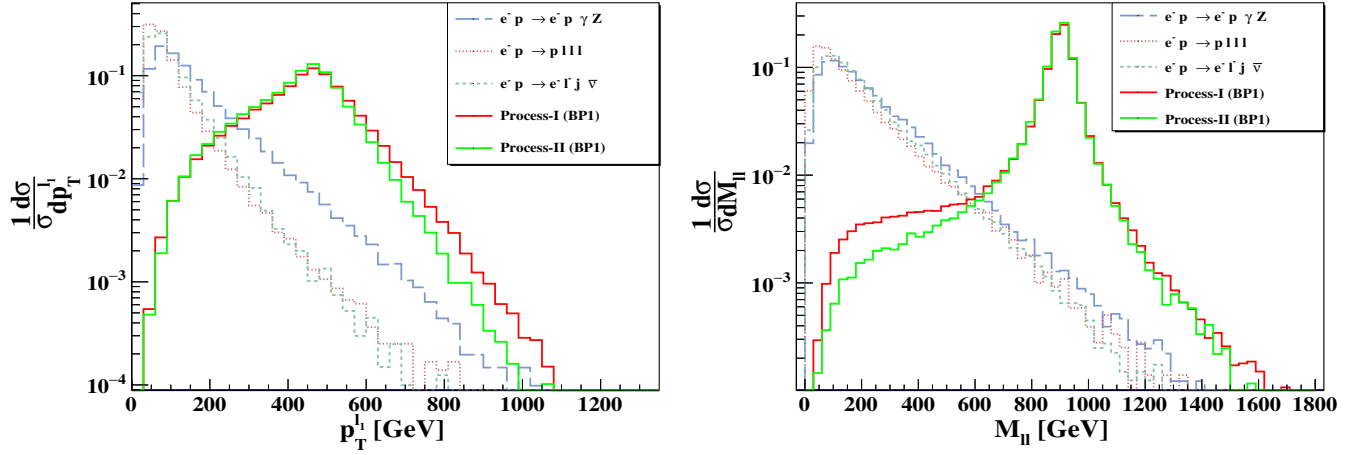 e⁻ p → e⁻ p γ Z
e⁻ p → p l l l
e⁻ p → e⁻ l⁻ j ν̅
Process-I (BP1)
Process-II (BP1)
10⁻¹
10⁻²
10⁻³
10⁻⁴
1 dσ
σ dp_T^{l₁}
0 200 400 600 800 1000 1200
p_T^{l₁} [GeV]
e⁻ p → e⁻ p γ Z
e⁻ p → p l l l
e⁻ p → e⁻ l⁻ j ν̅
Process-I (BP1)
Process-II (BP1)
10⁻¹
10⁻²
10⁻³
1 dσ
σ dM_ll
0 200 400 600 800 1000 1200 1400 1600 1800
M_ll [GeV]